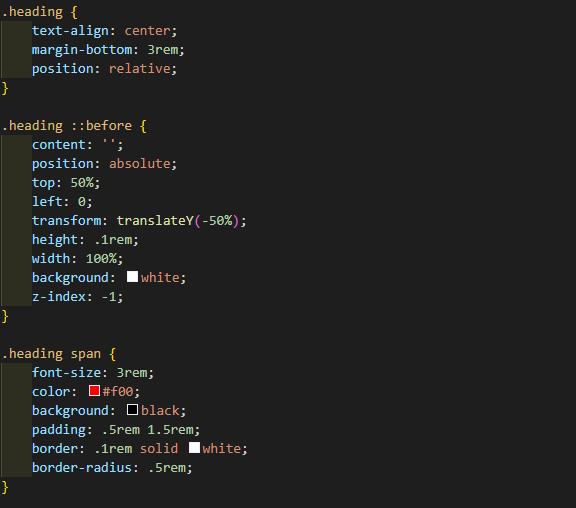 .heading {
    text-align: center;
    margin-bottom: 3rem;
    position: relative;
}

.heading ::before {
    content: '';
    position: absolute;
    top: 50%;
    left: 0;
    transform: translateY(-50%);
    height: .1rem;
    width: 100%;
    background: white;
    z-index: -1;
}

.heading span {
    font-size: 3rem;
    color: #f00;
    background: black;
    padding: .5rem 1.5rem;
    border: .1rem solid white;
    border-radius: .5rem;
}